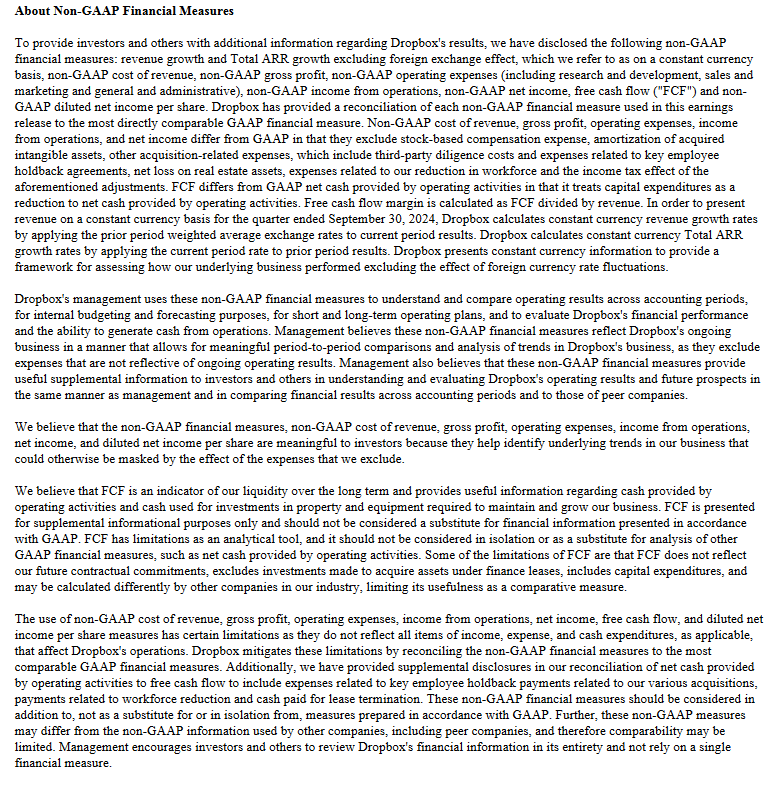 About Non-GAAP Financial Measures
To provide investors and others with additional information regarding Dropbox's results, we have disclosed the following non-GAAP
financial measures: revenue growth and Total ARR growth excluding foreign exchange effect, which we refer to as on a constant currency
basis, non-GAAP cost of revenue, non-GAAP gross profit, non-GAAP operating expenses (including research and development, sales and
marketing and general and administrative), non-GAAP income from operations, non-GAAP net income, free cash flow ("FCF") and non-
GAAP diluted net income per share. Dropbox has provided a reconciliation of each non-GAAP financial measure used in this earnings
release to the most directly comparable GAAP financial measure. Non-GAAP cost of revenue, gross profit, operating expenses, income
from operations, and net income differ from GAAP in that they exclude stock-based compensation expense, amortization of acquired
intangible assets, other acquisition-related expenses, which include third-party diligence costs and expenses related to key employee
holdback agreements, net loss on real estate assets, expenses related to our reduction in workforce and the income tax effect of the
aforementioned adjustments. FCF differs from GAAP net cash provided by operating activities in that it treats capital expenditures as a
reduction to net cash provided by operating activities. Free cash flow margin is calculated as FCF divided by revenue. In order to present
revenue on a constant currency basis for the quarter ended September 30, 2024, Dropbox calculates constant currency revenue growth rates
by applying the prior period weighted average exchange rates to current period results. Dropbox calculates constant currency Total ARR
growth rates by applying the current period rate to prior period results. Dropbox presents constant currency information to provide a
framework for assessing how our underlying business performed excluding the effect of foreign currency rate fluctuations.
Dropbox's management uses these non-GAAP financial measures to understand and compare operating results across accounting periods,
for internal budgeting and forecasting purposes, for short and long-term operating plans, and to evaluate Dropbox's financial performance
and the ability to generate cash from operations. Management believes these non-GAAP financial measures reflect Dropbox's ongoing
business in a manner that allows for meaningful period-to-period comparisons and analysis of trends in Dropbox's business, as they exclude
expenses that are not reflective of ongoing operating results. Management also believes that these non-GAAP financial measures provide
useful supplemental information to investors and others in understanding and evaluating Dropbox's operating results and future prospects in
the same manner as management and in comparing financial results across accounting periods and to those of peer companies.
We believe that the non-GAAP financial measures, non-GAAP cost of revenue, gross profit, operating expenses, income from operations,
net income, and diluted net income per share are meaningful to investors because they help identify underlying trends in our business that
could otherwise be masked by the effect of the expenses that we exclude.
We believe that FCF is an indicator of our liquidity over the long term and provides useful information regarding cash provided by
operating activities and cash used for investments in property and equipment required to maintain and grow our business. FCF is presented
for supplemental informational purposes only and should not be considered a substitute for financial information presented in accordance
with GAAP. FCF has limitations as an analytical tool, and it should not be considered in isolation or as a substitute for analysis of other
GAAP financial measures, such as net cash provided by operating activities. Some of the limitations of FCF are that FCF does not reflect
our future contractual commitments, excludes investments made to acquire assets under finance leases, includes capital expenditures, and
may be calculated differently by other companies in our industry, limiting its usefulness as a comparative measure.
The use of non-GAAP cost of revenue, gross profit, operating expenses, income from operations, net income, free cash flow, and diluted net
income per share measures has certain limitations as they do not reflect all items of income, expense, and cash expenditures, as applicable,
that affect Dropbox's operations. Dropbox mitigates these limitations by reconciling the non-GAAP financial measures to the most
comparable GAAP financial measures. Additionally, we have provided supplemental disclosures in our reconciliation of net cash provided
by operating activities to free cash flow to include expenses related to key employee holdback payments related to our various acquisitions,
payments related to workforce reduction and cash paid for lease termination. These non-GAAP financial measures should be considered in
addition to, not as a substitute for or in isolation from, measures prepared in accordance with GAAP. Further, these non-GAAP measures
may differ from the non-GAAP information used by other companies, including peer companies, and therefore comparability may be
limited. Management encourages investors and others to review Dropbox's financial information in its entirety and not rely on a single
financial measure.